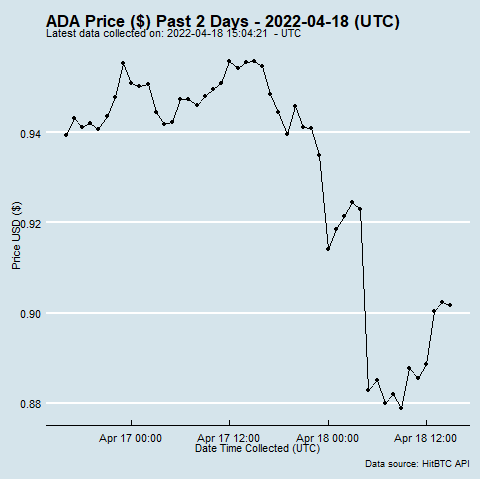 ADA Price ($) Past 2 Days - 2022-04-18 (UTC)
Latest data collected on: 2022-04-18 15:04:21 - UTC
Price USD ($)
0.94
0.92
0.90
0.88
Apr 17 00:00
Apr 17 12:00
Apr 18 00:00
Apr 18 12:00
Date Time Collected (UTC)
Data source: HitBTC API